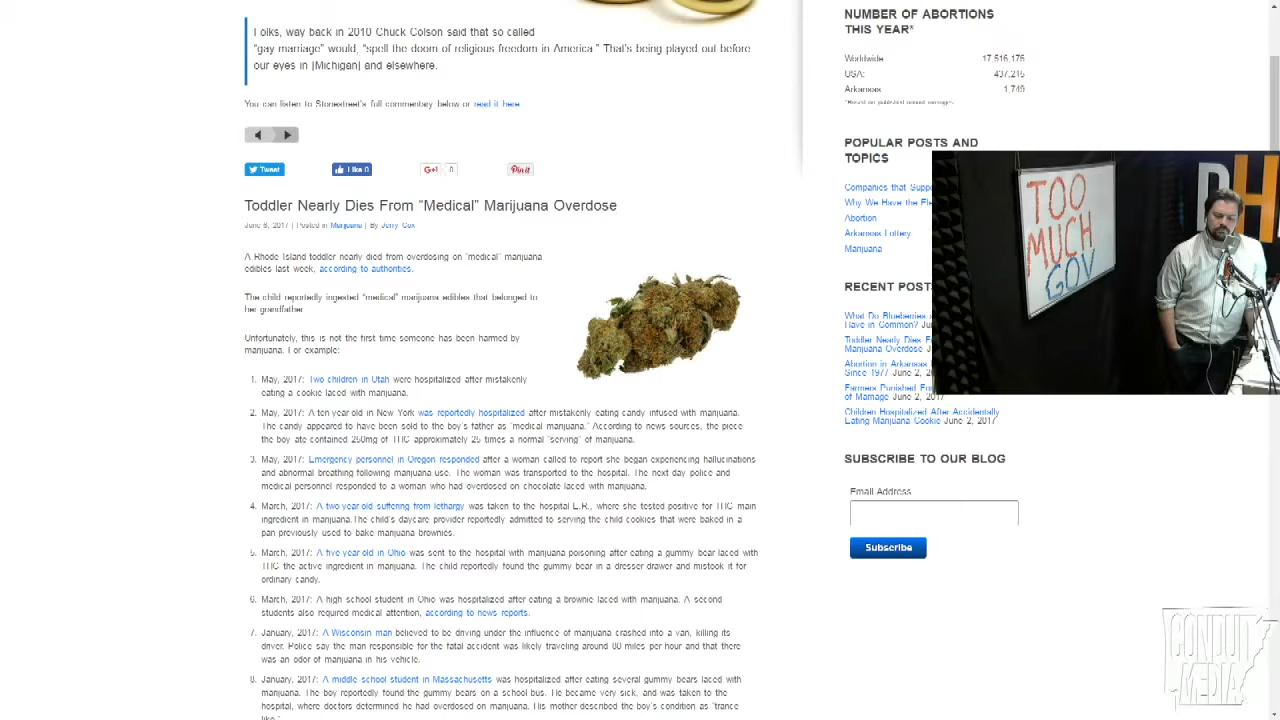 Folks, way back in 2010 Chuck Colson said that so called
"gay marriage" would, "spell the doom of religious freedom in America." That's being played out before
our eyes in [Michigan] and elsewhere.
You can listen to Stonestreet's full commentary below or read it here.
Tweet
Like 0
G+1 0
Pin it
Toddler Nearly Dies From "Medical" Marijuana Overdose
June 6, 2017 | Posted in Marijuana | By Jerry Cox
A Rhode Island toddler nearly died from overdosing on "medical" marijuana
edibles last week, according to authorities.
The child reportedly ingested "medical" marijuana edibles that belonged to
her grandfather.
Unfortunately, this is not the first time someone has been harmed by
marijuana. For example:
1. May, 2017: Two children in Utah were hospitalized after mistakenly
eating a cookie laced with marijuana.
2. May, 2017: A ten year old in New York was reportedly hospitalized after mistakenly eating candy infused with marijuana.
The candy appeared to have been sold to the boy's father as "medical marijuana." According to news sources, the piece
the boy ate contained 250mg of THC approximately 25 times a normal "serving" of marijuana.
3. May, 2017: Emergency personnel in Oregon responded after a woman called to report she began experiencing hallucinations
and abnormal breathing following marijuana use. The woman was transported to the hospital. The next day police and
medical personnel responded to a woman who had overdosed on chocolate laced with marijuana.
4. March, 2017: A two year old suffering from lethargy was taken to the hospital E.R., where she tested positive for THC main
ingredient in marijuana.The child's daycare provider reportedly admitted to serving the child cookies that were baked in a
pan previously used to bake marijuana brownies.
5. March, 2017: A five year old in Ohio was sent to the hospital with marijuana poisoning after eating a gummy bear laced with
THC the active ingredient in marijuana. The child reportedly found the gummy bear in a dresser drawer and mistook it for
ordinary candy.
6. March, 2017: A high school student in Ohio was hospitalized after eating a brownie laced with marijuana. A second
students also required medical attention, according to news reports.
7. January, 2017: A Wisconsin man believed to be driving under the influence of marijuana crashed into a van, killing its
driver. Police say the man responsible for the fatal accident was likely traveling around 80 miles per hour and that there
was an odor of marijuana in his vehicle.
8. January, 2017: A middle school student in Massachusetts was hospitalized after eating several gummy bears laced with
marijuana. The boy reportedly found the gummy bears on a school bus. He became very sick, and was taken to the
hospital, where doctors determined he had overdosed on marijuana. His mother described the boy's condition as "trance
like."
NUMBER OF ABORTIONS
THIS YEAR*
Worldwide 17,516,176
USA: 437,215
Arkansas 1,749
*Based on published annual averages.
POPULAR POSTS AND
TOPICS
Companies that Supp
Why We Have the Ele
Abortion
Arkansas Lottery
Marijuana
RECENT POSTS
What Do Blueberries
Have in Common?
Toddler Nearly Dies F
Marijuana Overdose
Abortion in Arkansas
Since 1977 June 2, 20
Farmers Punished Fo
of Marriage June 2, 2017
Children Hospitalized After Accidentally
Eating Marijuana Cookie June 2, 2017
SUBSCRIBE TO OUR BLOG
Email Address
Subscribe
TOO
MUCH
GOV
CONDUIT
MEDIA